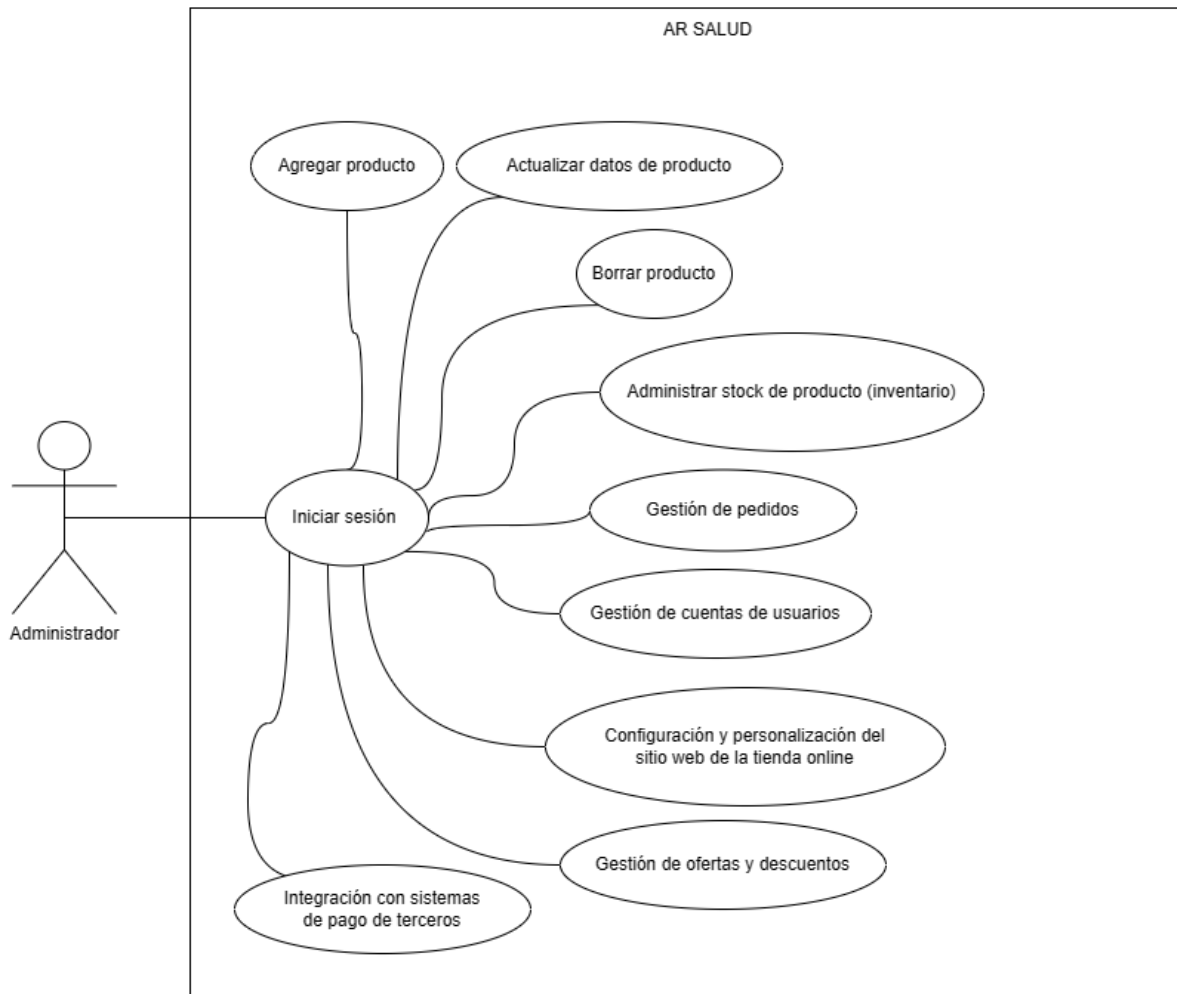 AR SALUD
Agregar producto
Actualizar datos de producto
Borrar producto
Administrar stock de producto (inventario)
Iniciar sesión
Gestión de pedidos
Gestión de cuentas de usuarios
Administrador
Configuración y personalización del
sitio web de la tienda online
Gestión de ofertas y descuentos
Integración con sistemas
de pago de terceros